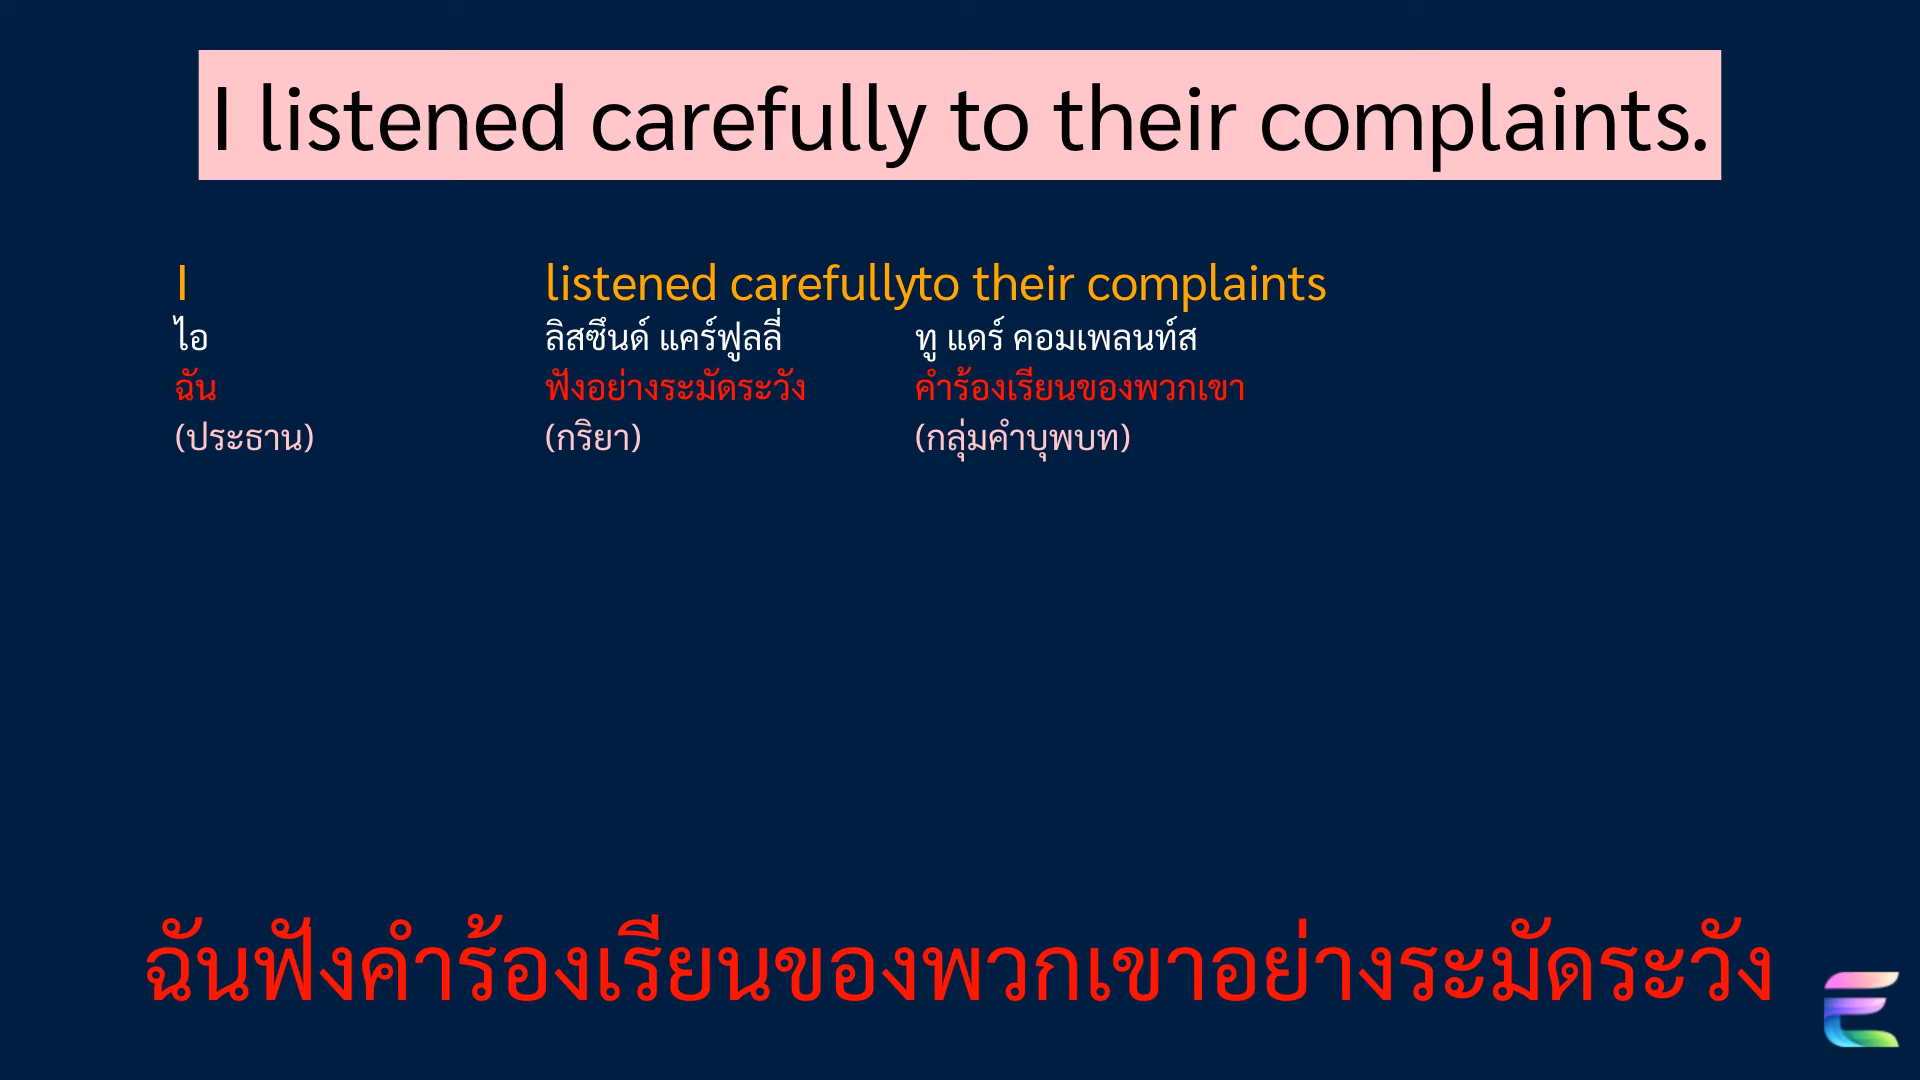 I listened carefully to their complaints.
I listened carefullyto their complaints
ไอ ลิสซึนด์ แคร์ฟูลลี่ ทู แดร์ คอมเพลนท์ส
ฉัน ฟังอย่างระมัดระวัง คำร้องเรียนของพวกเขา
(ประธาน) (กริยา) (กลุ่มคำบุพบท)
ฉันฟังคำร้องเรียนของพวกเขาอย่างระมัดระวัง